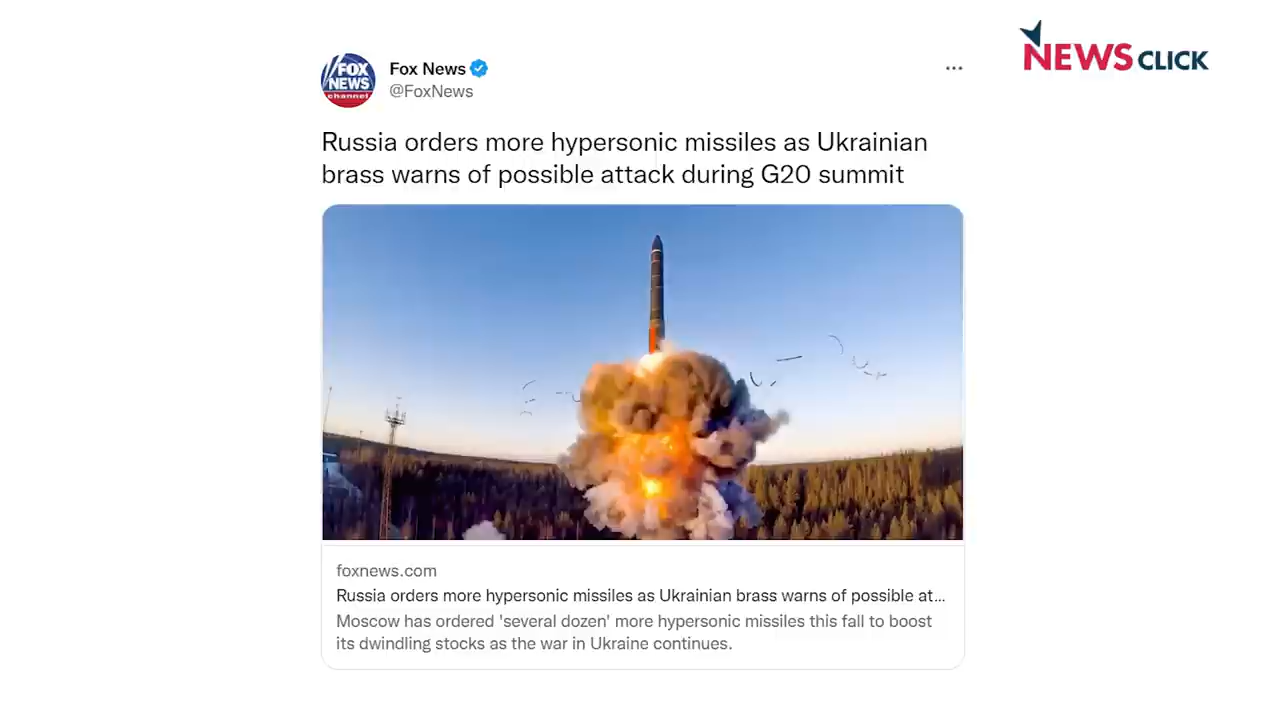 NEWS CLICK
FOX
NEWS
channel
Fox News
@FoxNews
Russia orders more hypersonic missiles as Ukrainian
brass warns of possible attack during G20 summit
foxnews.com
Russia orders more hypersonic missiles as Ukrainian brass warns of possible at...
Moscow has ordered 'several dozen' more hypersonic missiles this fall to boost
its dwindling stocks as the war in Ukraine continues.